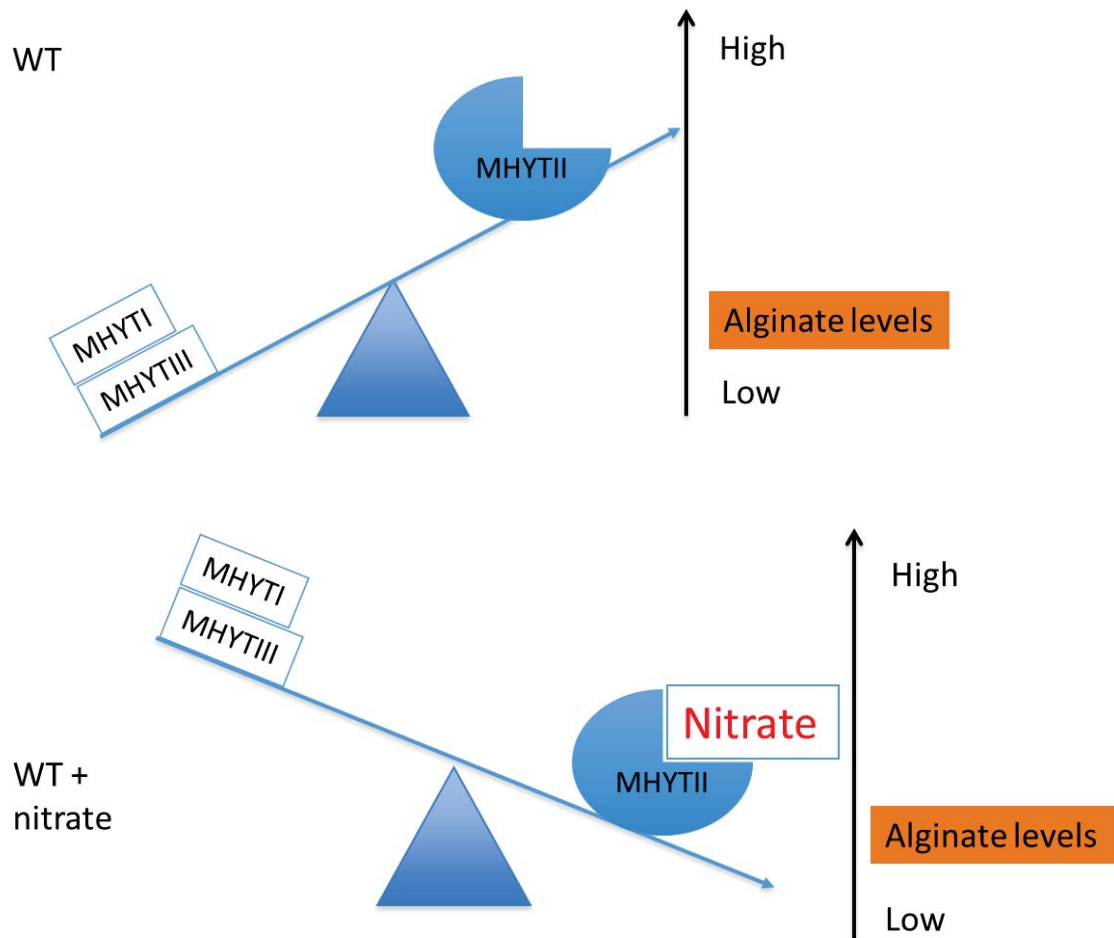 WT
High
MHYTII
MHYTI
MHYTIII
Alginate levels
Low
MHYTI
MHYTIII
High
Nitrate
MHYTII
WT +
nitrate
Alginate levels
Low